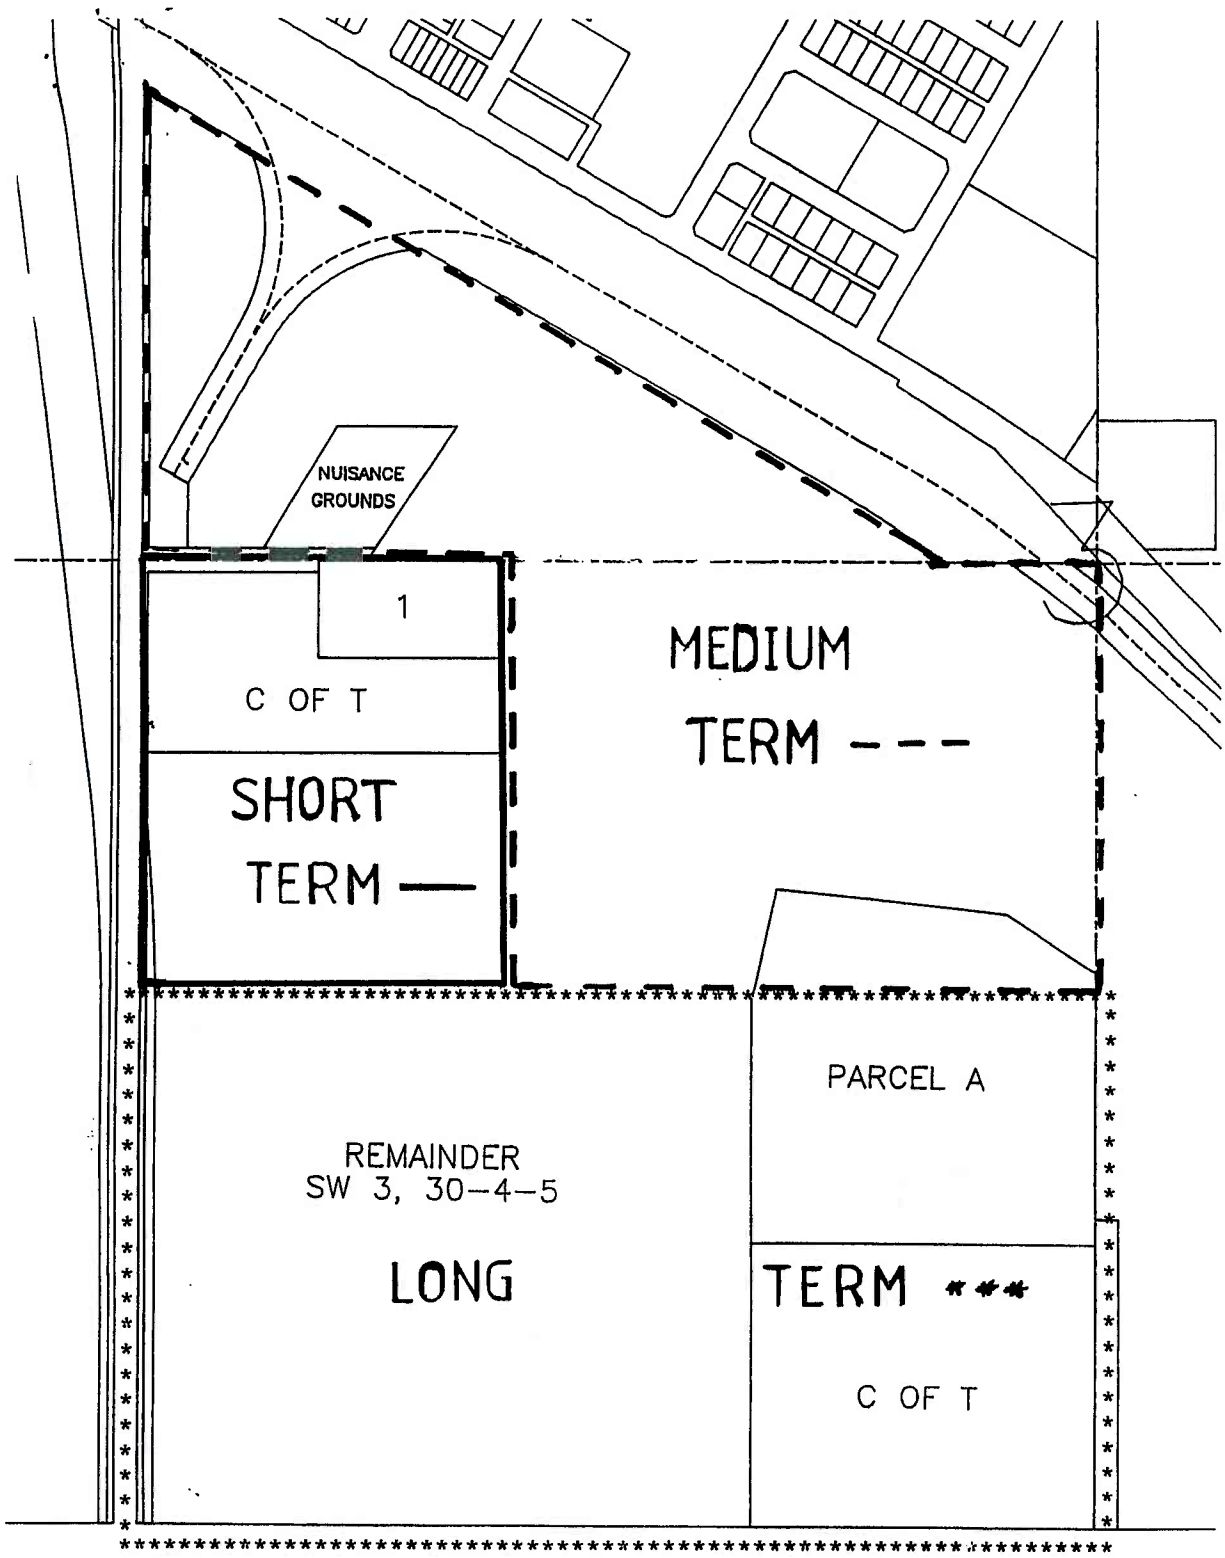 NUISANCE
GROUNDS
1
C OF T
MEDIUM
TERM ---
SHORT
TERM —
PARCEL A
REMAINDER
SW 3, 30-4-5
LONG
TERM ***
C OF T